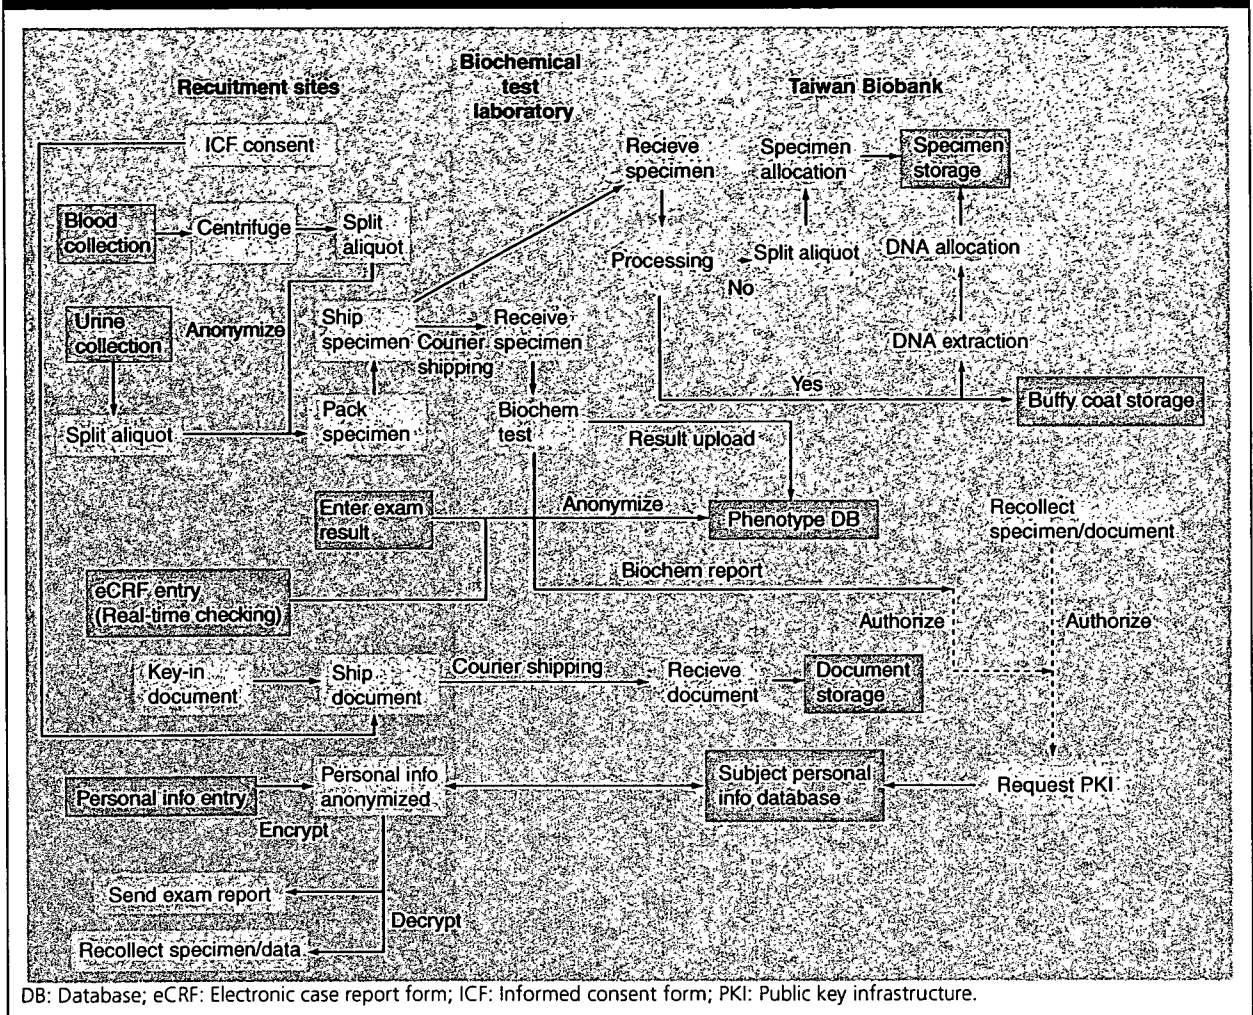 Recuitment sites
Biochemical
test
laboratory
Taiwan Biobank
ICF consent
Recieve
specimen
Specimen
allocation
Specimen
storage
Blood
collection
Centrifuge
Split
aliquot
Processing
No
Split aliquot
DNA allocation
Urine
collection
Anonymize
Ship
specimen
Courier
shipping
Receive
specimen
DNA extraction
Yes
Buffy coat storage
Split aliquot
Pack
specimen
Biochem
test
Result upload
Enter exam
result
Anonymize
Phenotype DB
Recollect
specimen/document
eCRF entry
(Real-time checking)
Biochem report
Authorize
Authorize
Key-in
document
Ship
document
Courier shipping
Recieve
document
Document
storage
Personal info entry
Encrypt
Personal info
anonymized
Subject personal
info database
Request PKI
Send exam report
Decrypt
Recollect specimen/data
DB: Database; eCRF: Electronic case report form; ICF: Informed consent form; PKI: Public key infrastructure.